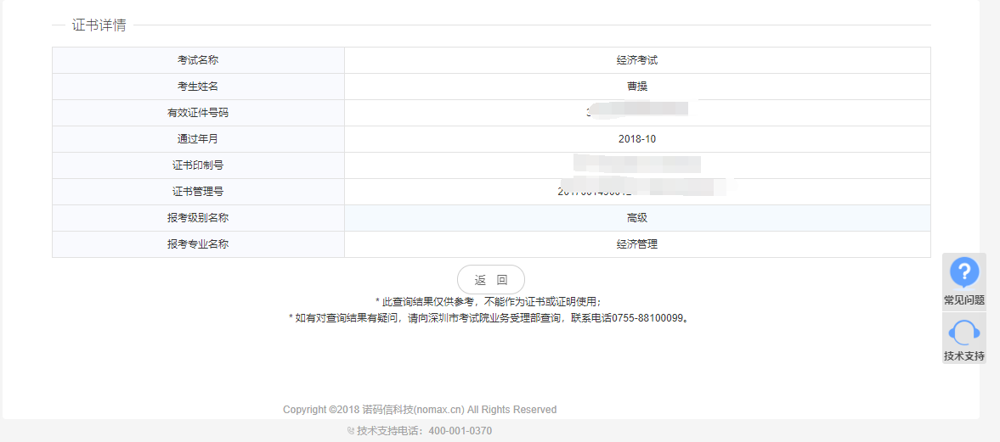 证书详情
考试名称 经济考试
考生姓名 曹操
有效证件号码
通过年月 2018-10
证书印制号
证书管理号
报考级别名称 高级
报考专业名称 经济管理
返 回
* 此查询结果仅供参考，不能作为证书或证明使用；
* 如有对查询结果有疑问，请向深圳市考试院业务受理部查询，联系电话0755-88100099。
常见问题
技术支持
Copyright ©2018 诺码信科技(nomax.cn) All Rights Reserved
技术支持电话：400-001-0370